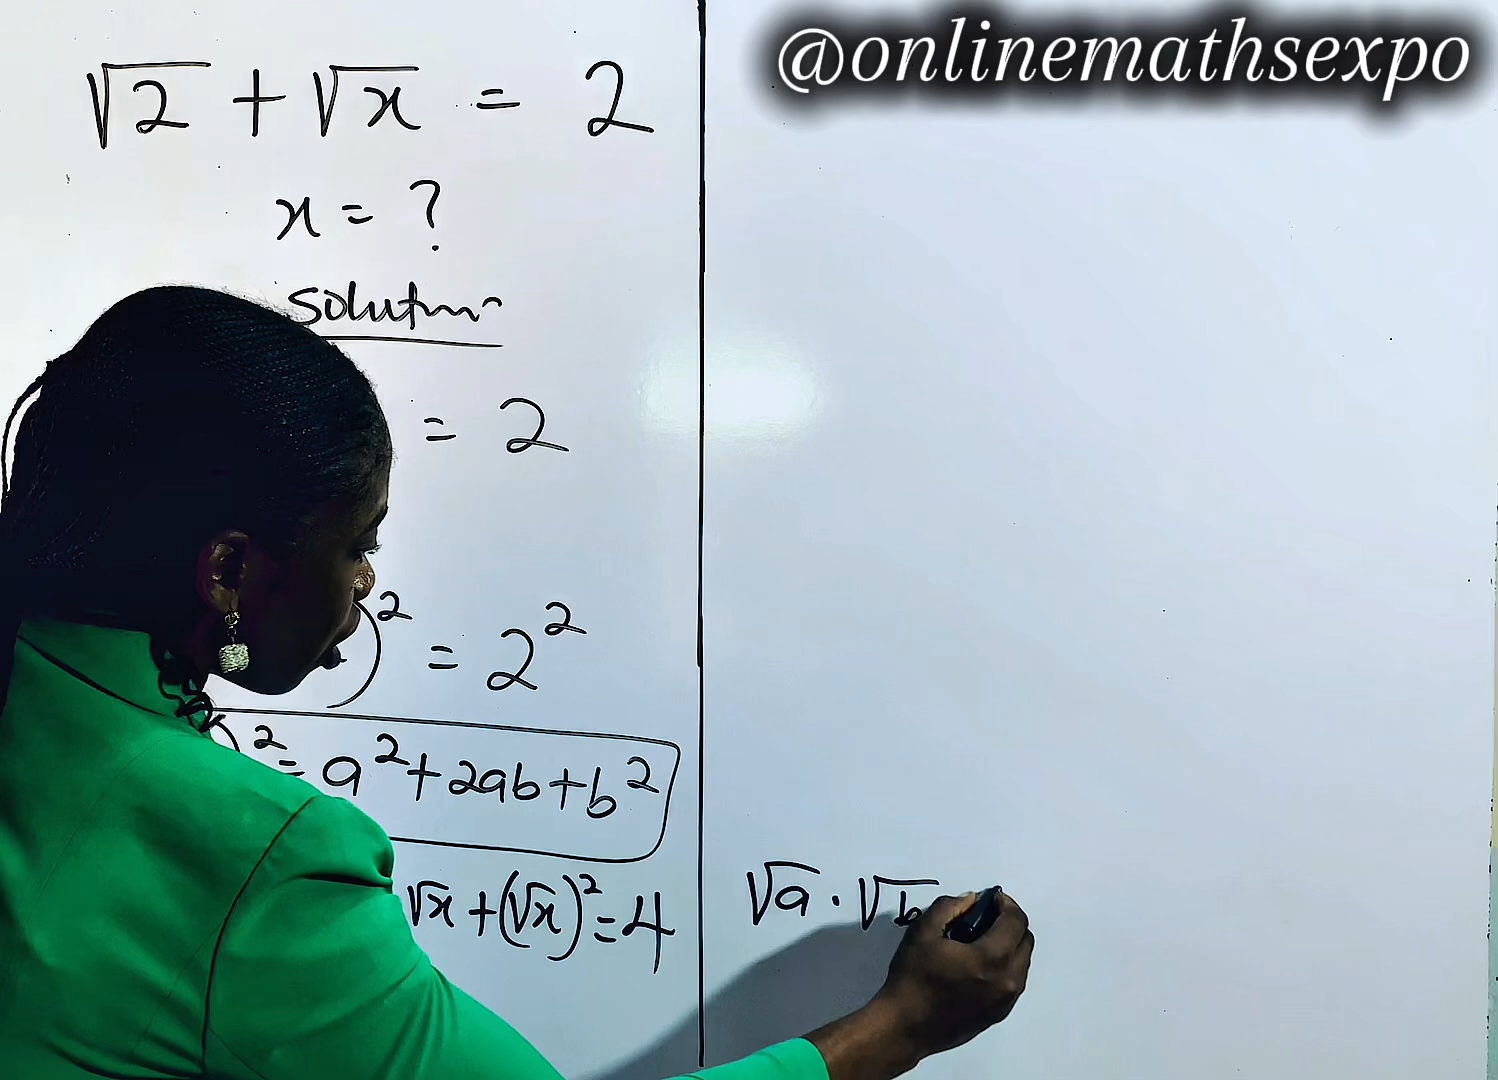 @onlinemathsexpo
√2 + √x = 2
x = ?
Solution
= 2
)² = 2²
)² = a² + 2ab + b²
√x + (√x)² = 4
√a · √b